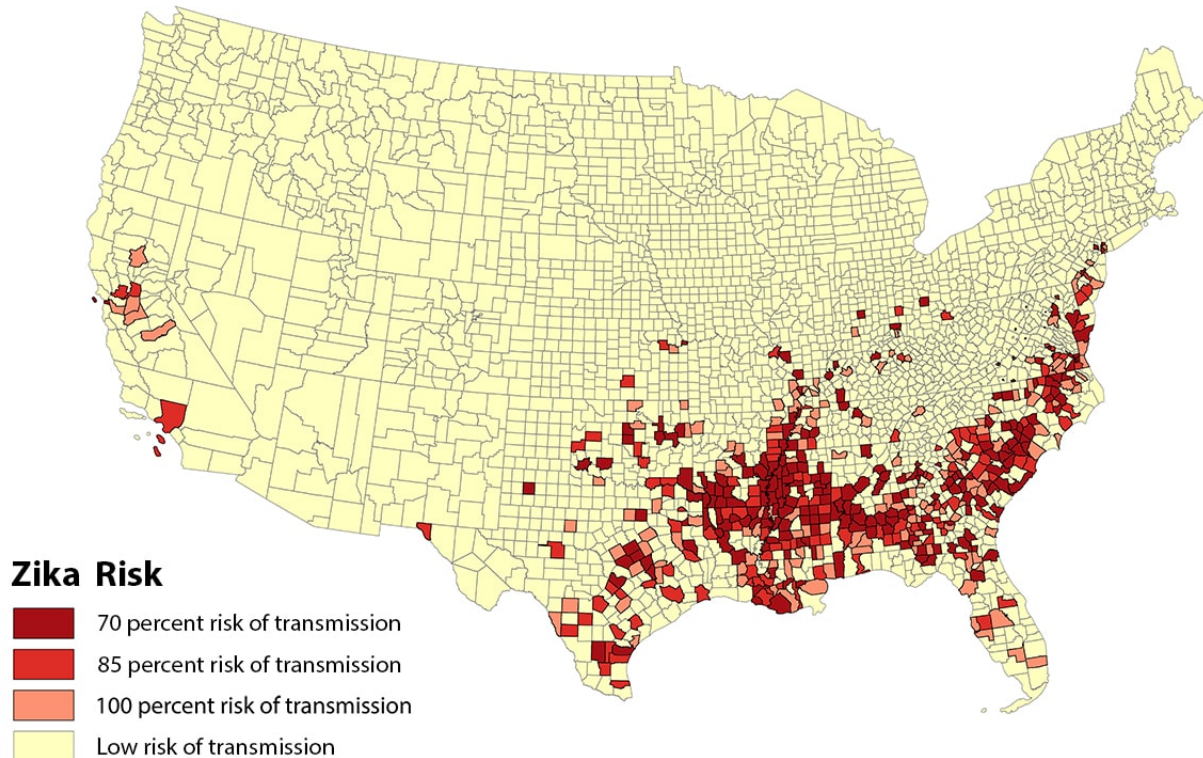 Zika Risk
70 percent risk of transmission
85 percent risk of transmission
100 percent risk of transmission
Low risk of transmission